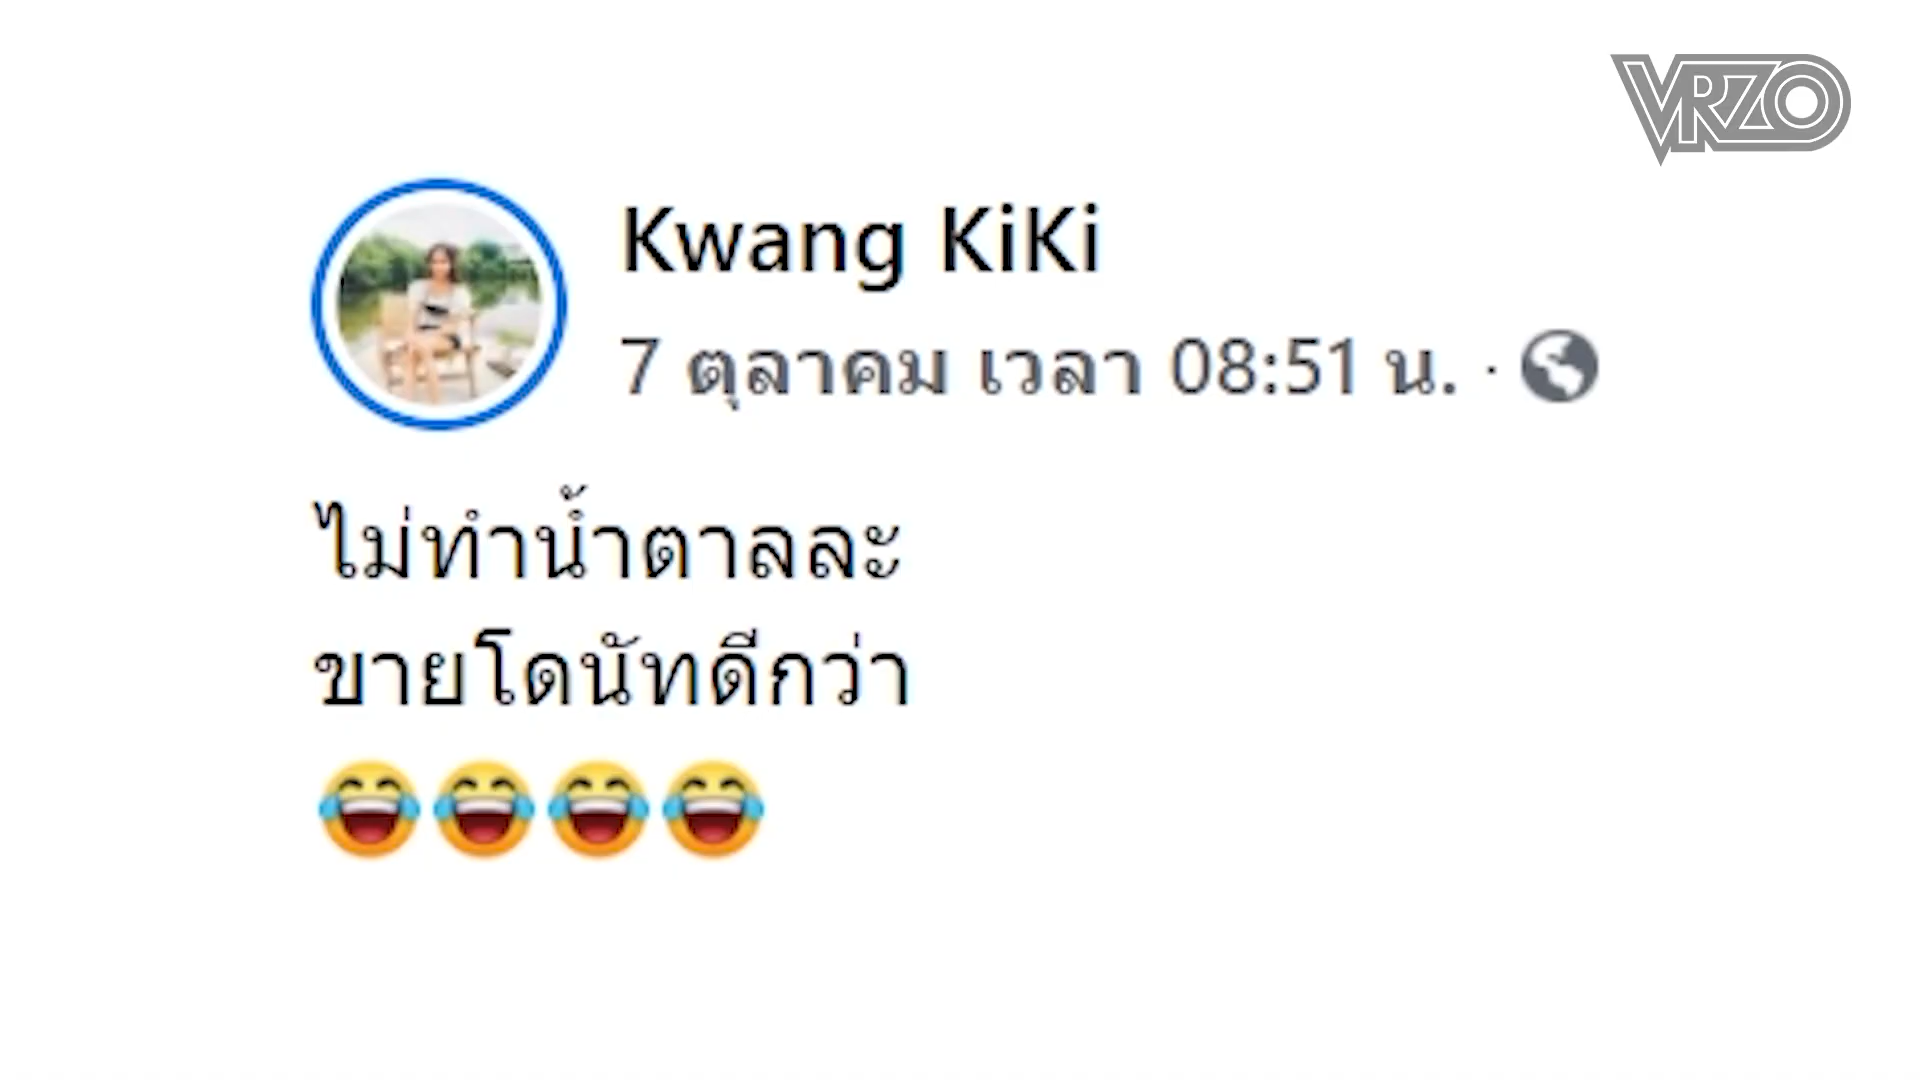 VRZO
Kwang KiKi
7 ตุลาคม เวลา 08:51 น. ·
ไม่ทำน้ำตาลละ
ขายโดนัทดีกว่า
😂😂😂😂